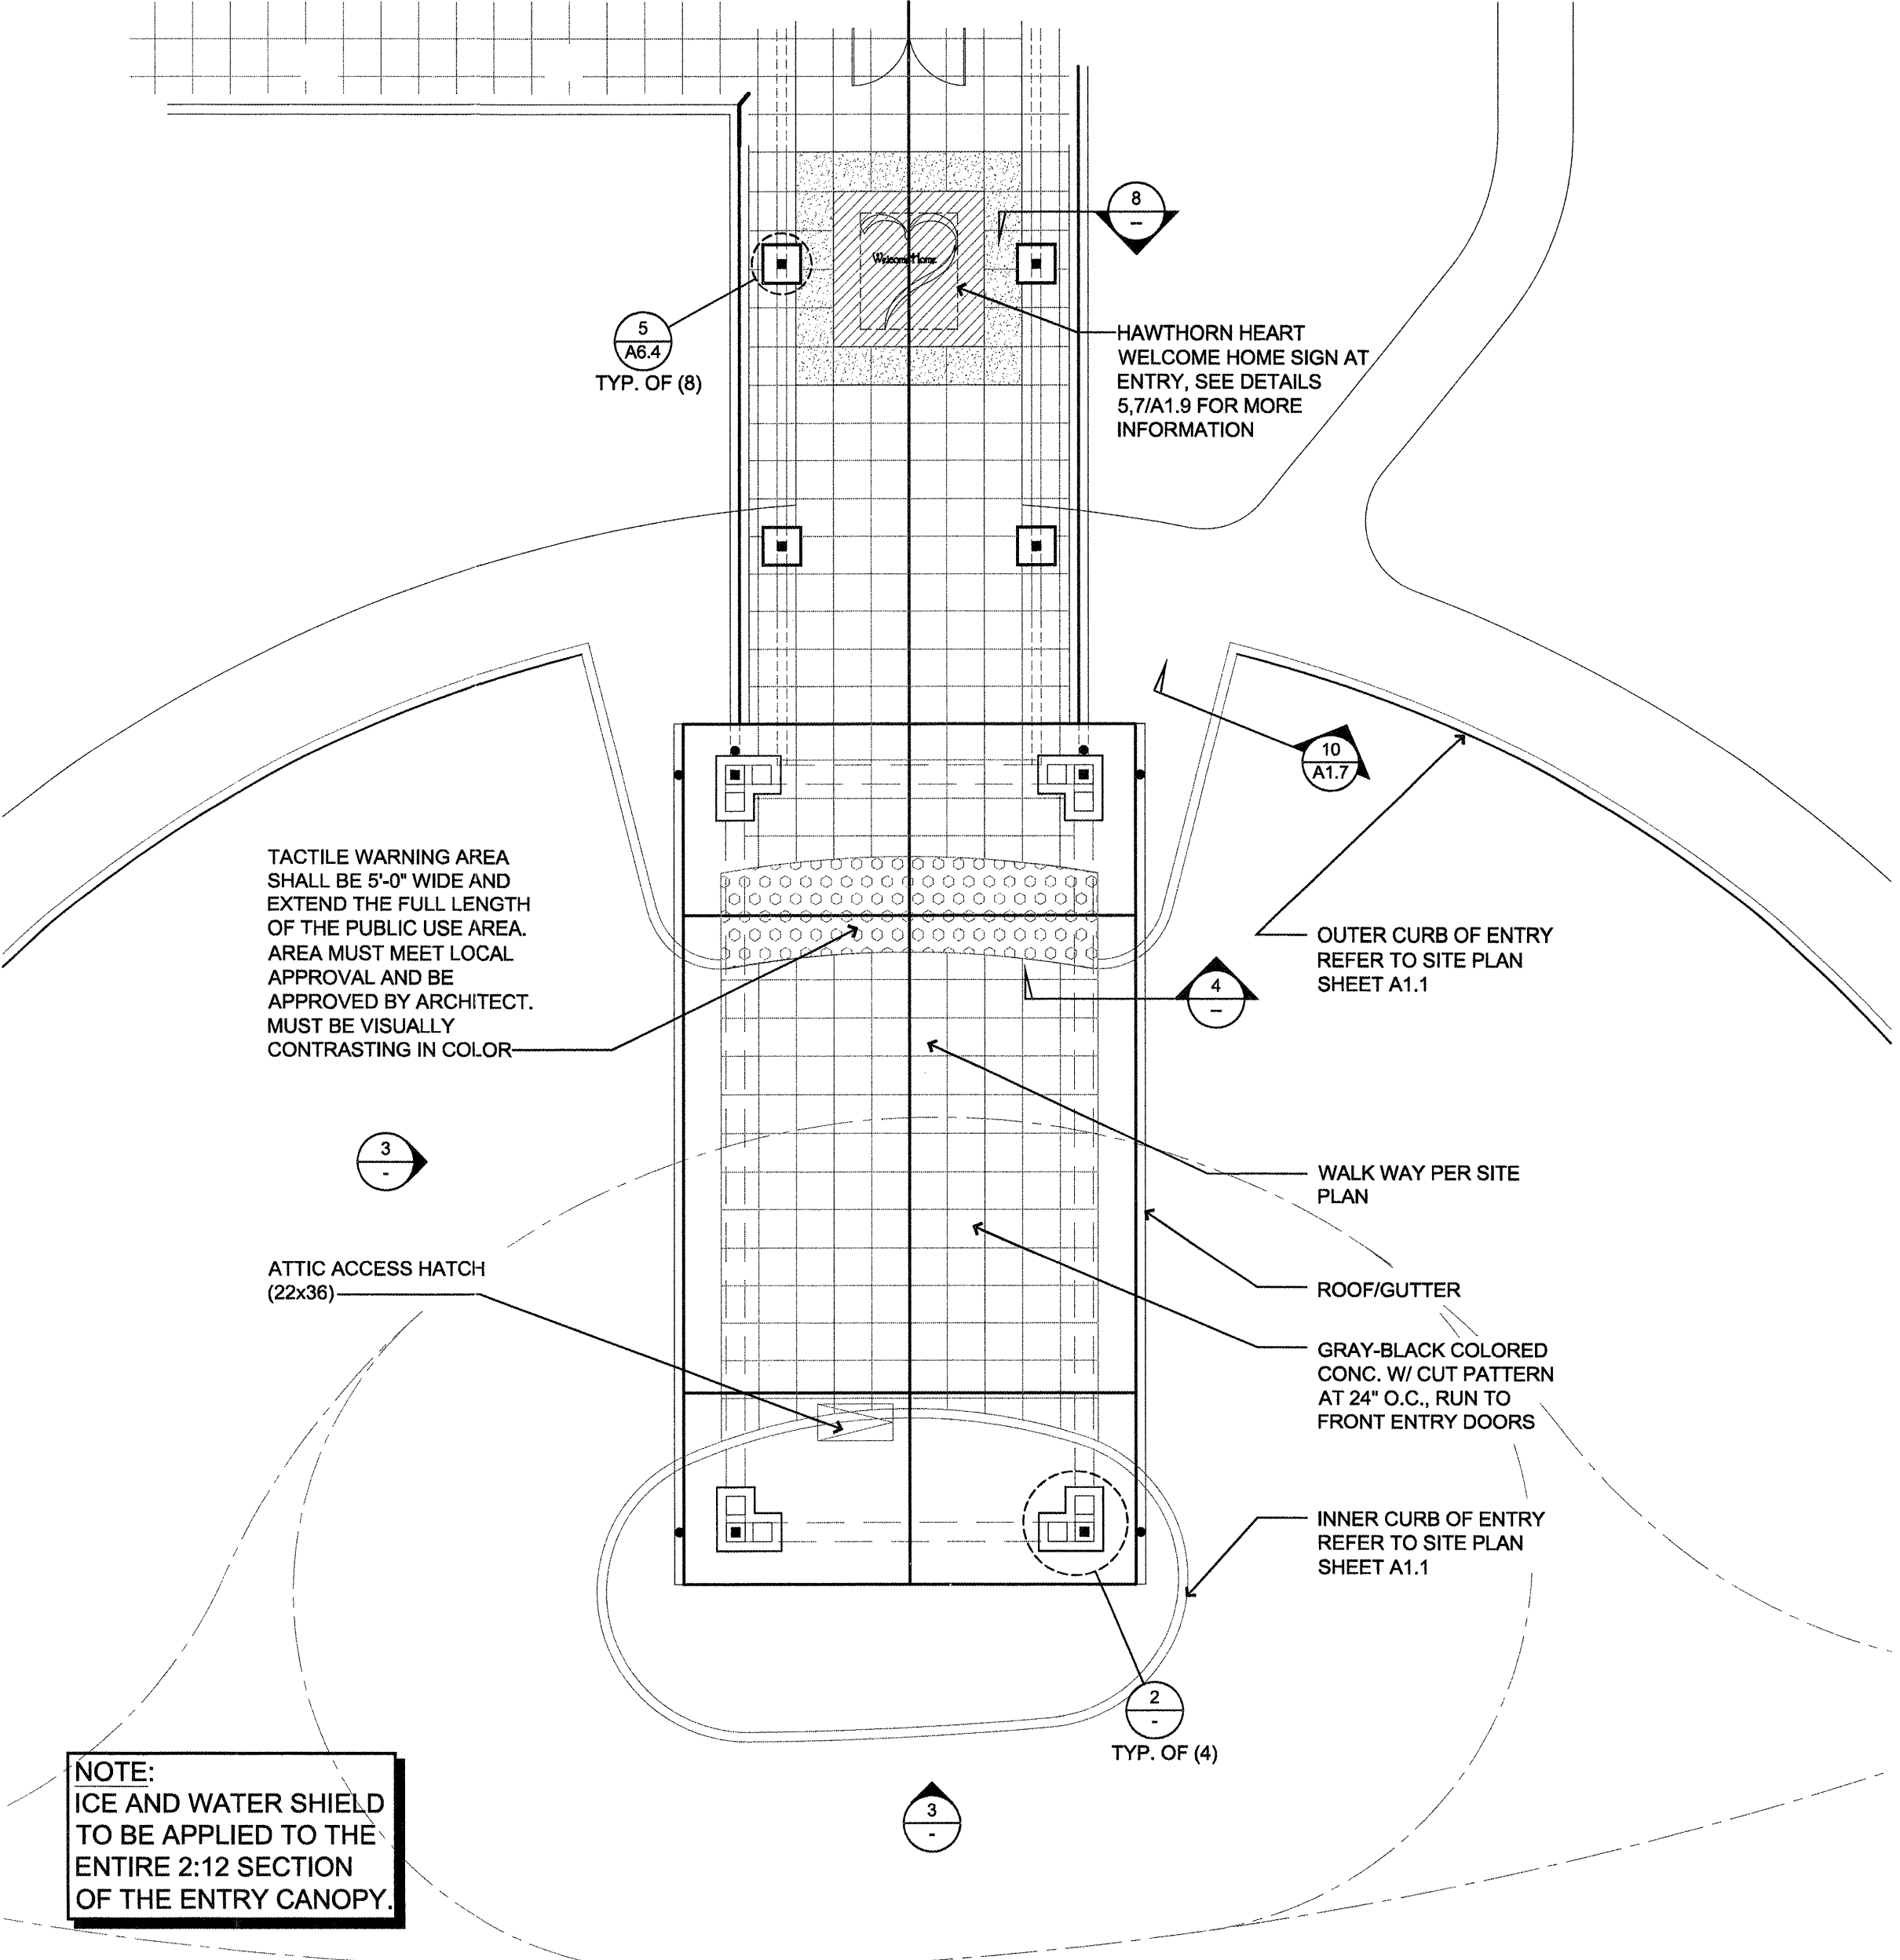 8
--
Welcome Home
5
A6.4
TYP. OF (8)
HAWTHORN HEART
WELCOME HOME SIGN AT
ENTRY, SEE DETAILS
5,7/A1.9 FOR MORE
INFORMATION
10
A1.7
TACTILE WARNING AREA
SHALL BE 5'-0" WIDE AND
EXTEND THE FULL LENGTH
OF THE PUBLIC USE AREA.
AREA MUST MEET LOCAL
APPROVAL AND BE
APPROVED BY ARCHITECT.
MUST BE VISUALLY
CONTRASTING IN COLOR
OUTER CURB OF ENTRY
REFER TO SITE PLAN
SHEET A1.1
4
--
3
-
WALK WAY PER SITE
PLAN
ATTIC ACCESS HATCH
(22x36)
ROOF/GUTTER
GRAY-BLACK COLORED
CONC. W/ CUT PATTERN
AT 24" O.C., RUN TO
FRONT ENTRY DOORS
INNER CURB OF ENTRY
REFER TO SITE PLAN
SHEET A1.1
2
-
TYP. OF (4)
NOTE:
ICE AND WATER SHIELD
TO BE APPLIED TO THE
ENTIRE 2:12 SECTION
OF THE ENTRY CANOPY.
3
-